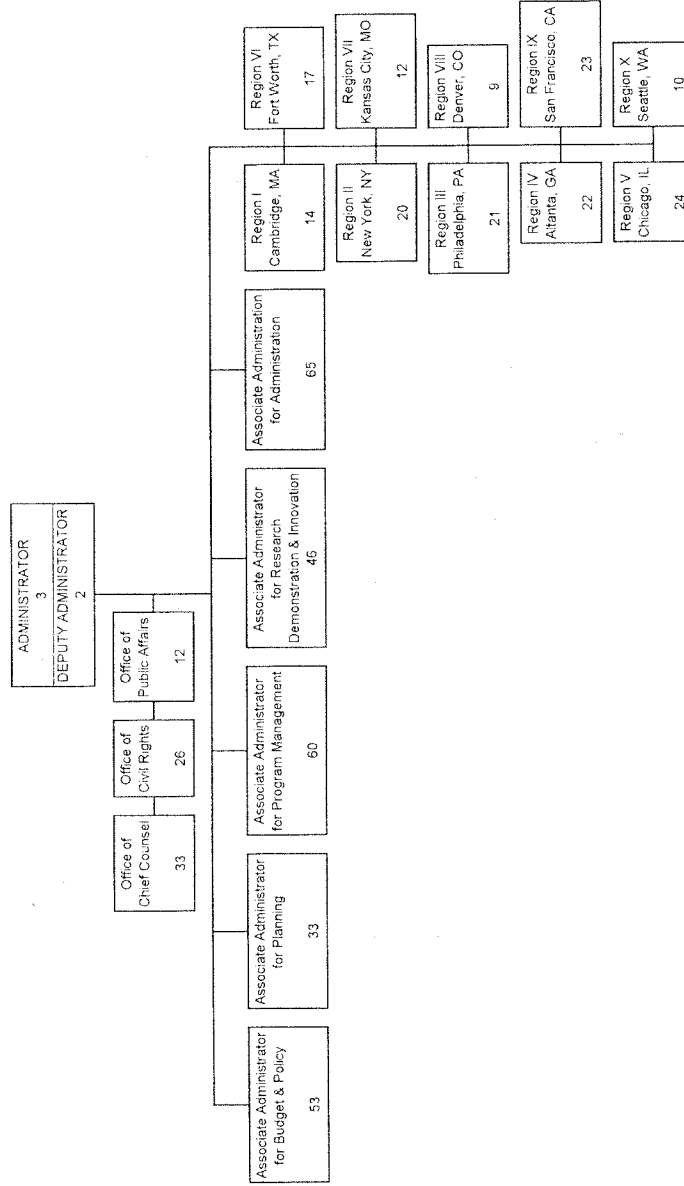 ADMINISTRATOR
3
DEPUTY ADMINISTRATOR
2
Office of
Chief Counsel
33
Office of
Civil Rights
26
Office of
Public Affairs
12
Associate Administrator
for Budget & Policy
53
Associate Administrator
for Planning
33
Associate Administrator
for Program Management
60
Associate Administrator
for Research
Demonstration & Innovation
46
Associate Administration
for Administration
65
Region I
Cambridge, MA
14
Region VI
Fort Worth, TX
17
Region II
New York, NY
20
Region VII
Kansas City, MO
12
Region III
Philadelphia, PA
21
Region VIII
Denver, CO
9
Region IV
Altanta, GA
22
Region IX
San Francisco, CA
23
Region V
Chicago, IL
24
Region X
Seattle, WA
10